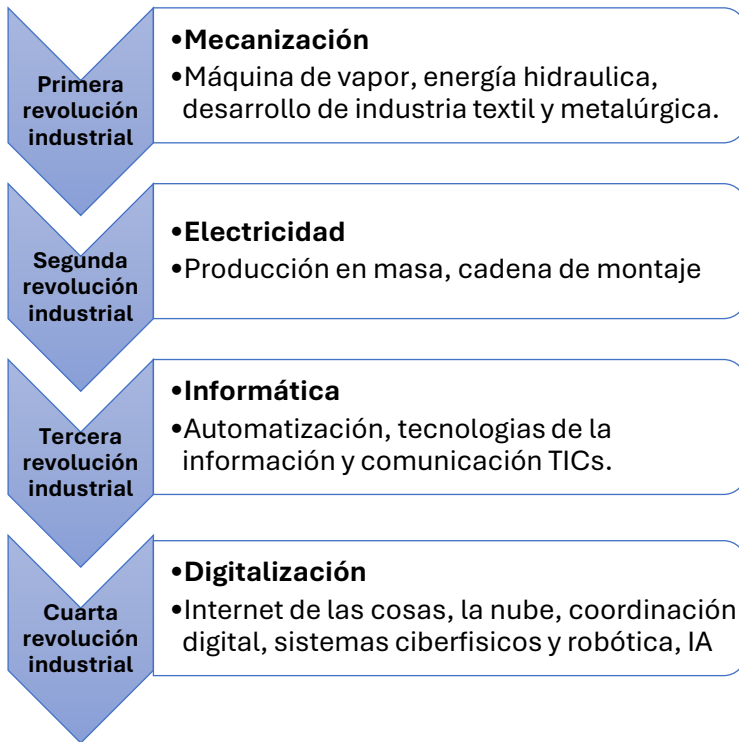 Primera
revolución
industrial
•Mecanización
•Máquina de vapor, energía hidraulica,
desarrollo de industria textil y metalúrgica.
Segunda
revolución
industrial
•Electricidad
•Producción en masa, cadena de montaje
Tercera
revolución
industrial
•Informática
•Automatización, tecnologias de la
información y comunicación TICs.
Cuarta
revolución
industrial
•Digitalización
•Internet de las cosas, la nube, coordinación
digital, sistemas ciberfisicos y robótica, IA